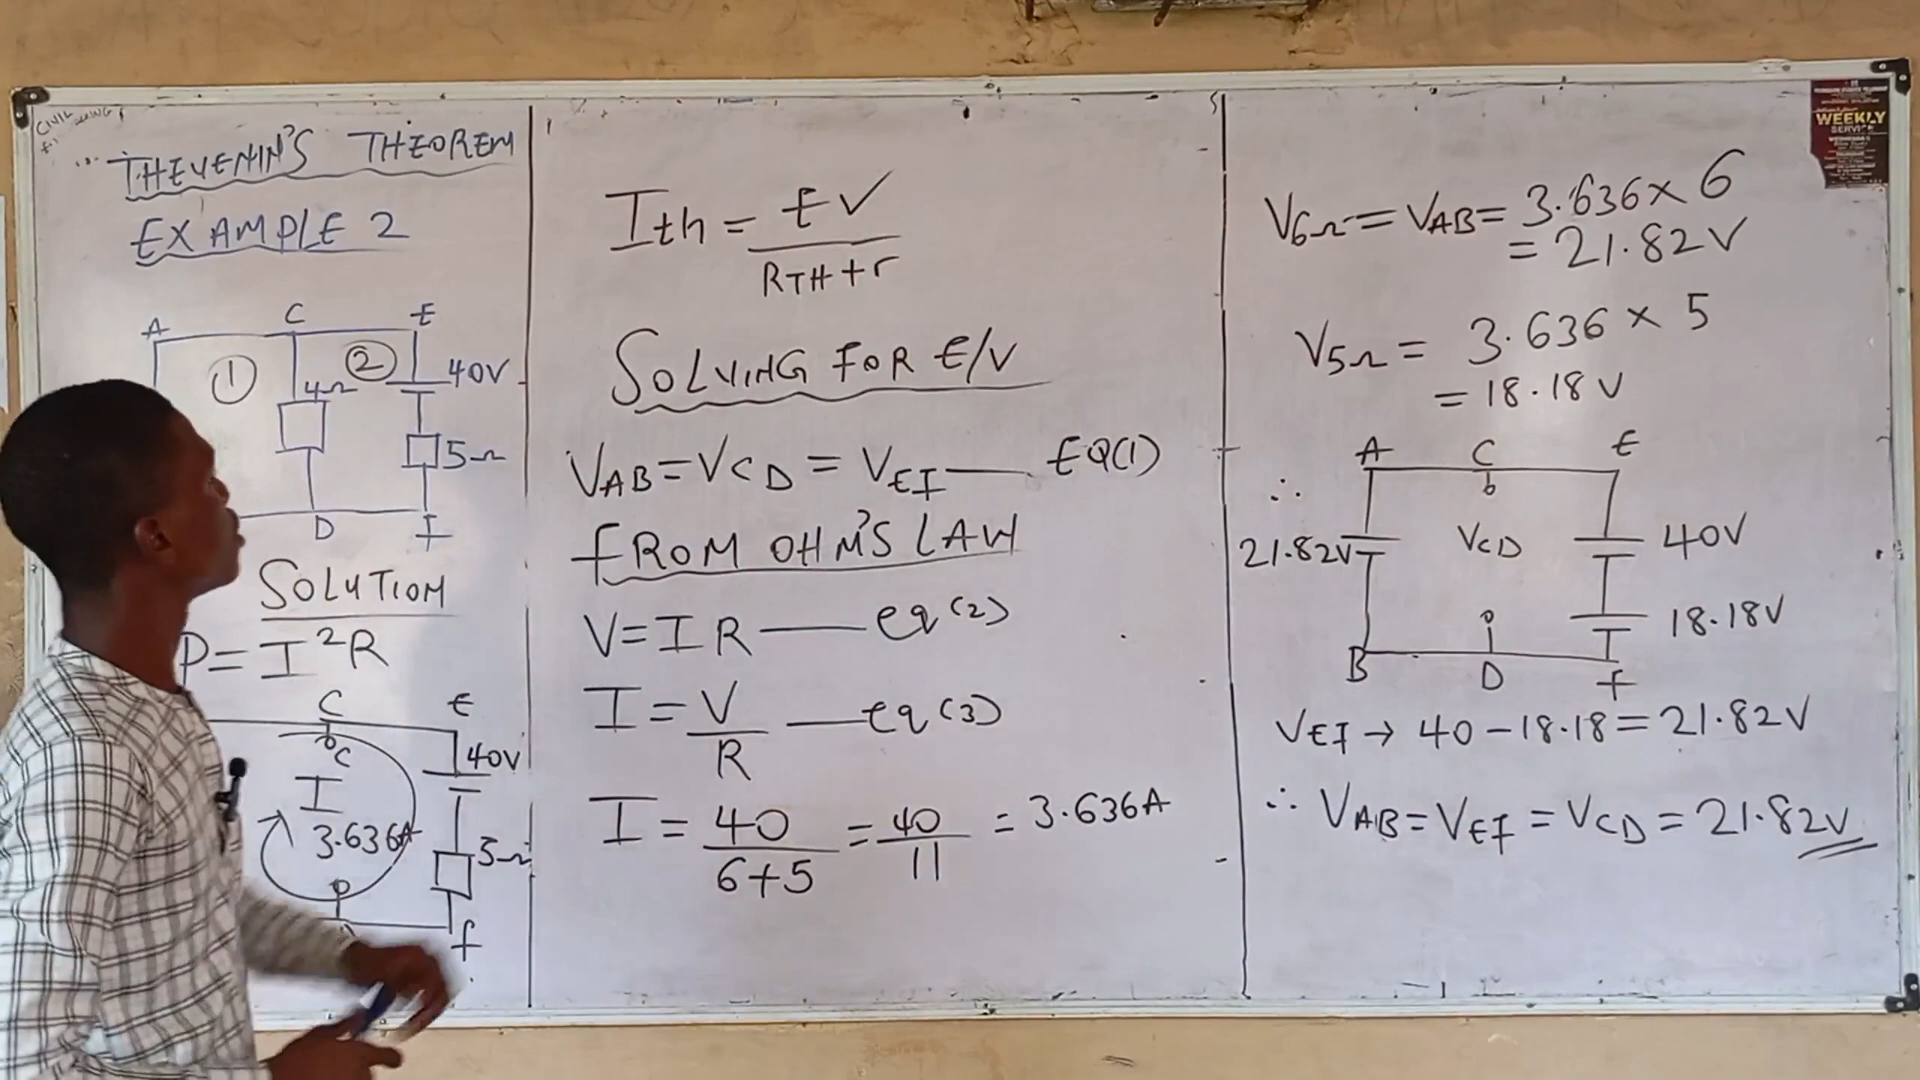 CIVIL
THEVENIN'S THEOREM
EXAMPLE 2
A C E
① ② 40V
4Ω
5Ω
D F
SOLUTION
P = I²R
C E
C 40V
I
3.636A 5Ω
D
f
Ith = E/V
RTH + r
SOLVING FOR E/V
VAB = VCD = VEF — EQ(1)
FROM OHM'S LAW
V = IR — eq(2)
I = V — eq(3)
R
I = 40 = 40 = 3.636A
6+5 11
V6Ω = VAB = 3.636 × 6
= 21.82V
V5Ω = 3.636 × 5
= 18.18V
A C E
∴
21.82V VCD 40V
18.18V
B D F
VEF → 40 − 18.18 = 21.82V
∴ VAB = VEF = VCD = 21.82V
WEEKLY